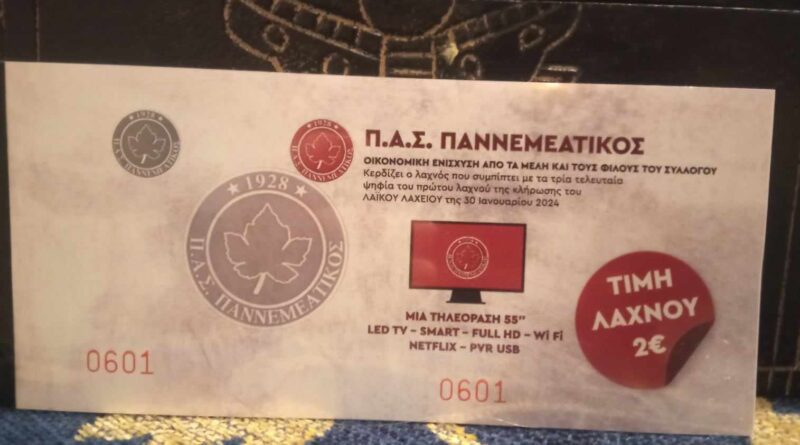 1928
Π.Α.Σ. ΠΑΝΝΕΜΕΑΤΙΚΟΣ
1928
Π.Α.Σ. ΠΑΝΝΕΜΕΑΤΙΚΟΣ
Π.Α.Σ. ΠΑΝΝΕΜΕΑΤΙΚΟΣ
ΟΙΚΟΝΟΜΙΚΗ ΕΝΙΣΧΥΣΗ ΑΠΟ ΤΑ ΜΕΛΗ ΚΑΙ ΤΟΥΣ ΦΙΛΟΥΣ ΤΟΥ ΣΥΛΛΟΓΟΥ
Κερδίζει ο λαχνός που συμπίπτει με τα τρία τελευταία
ψηφία του πρώτου λαχνού της κλήρωσης του
ΛΑΪΚΟΥ ΛΑΧΕΙΟΥ της 30 Ιανουαρίου 2024
1928
Π.Α.Σ. ΠΑΝΝΕΜΕΑΤΙΚΟΣ
ΜΙΑ ΤΗΛΕΟΡΑΣΗ 55"
LED TV – SMART – FULL HD – Wi Fi
NETFLIX – PVR USB
ΤΙΜΗ
ΛΑΧΝΟΥ
2€
0601
0601